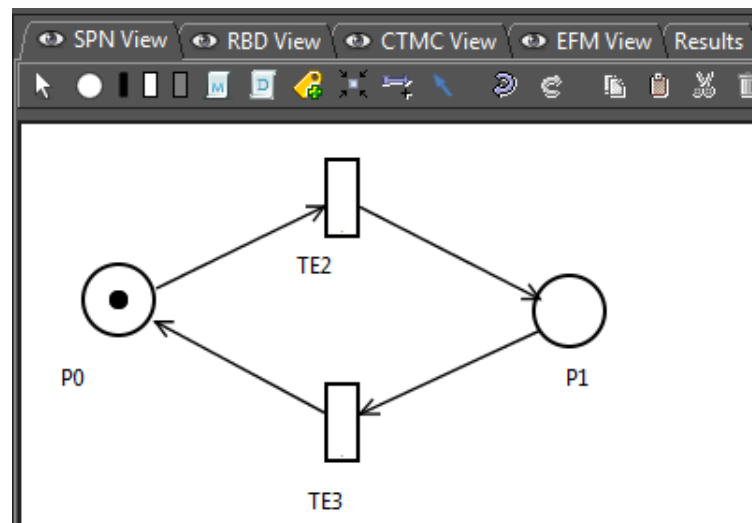 SPN View RBD View CTMC View EFM View Results
M D
TE2
P0 P1
TE3